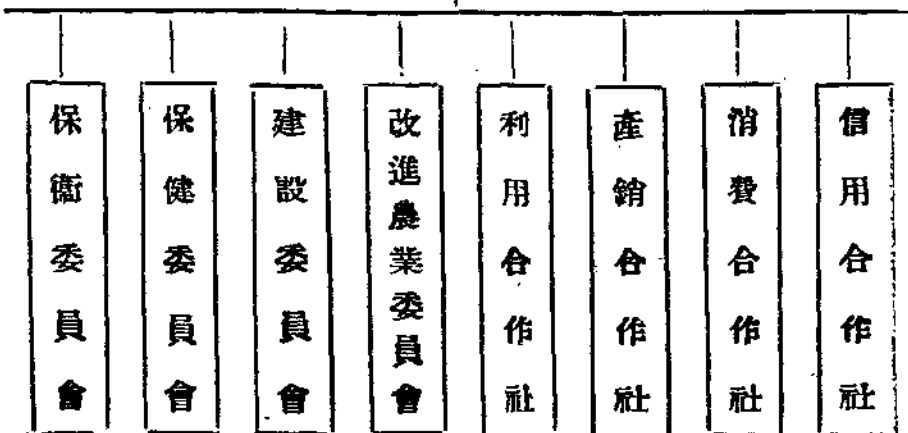 信用合作社
消費合作社
產銷合作社
利用合作社
改進農業委員會
建設委員會
保健委員會
保衞委員會